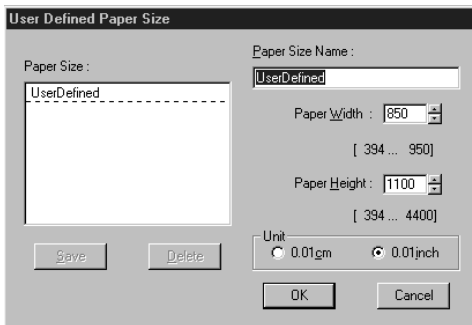 User Defined Paper Size
Paper Size :
UserDefined
Save
Delete
Paper Size Name :
UserDefined
Paper Width : 850
[ 394 ... 950]
Paper Height : 1100
[ 394 ... 4400]
Unit
0.01cm
0.01inch
OK
Cancel